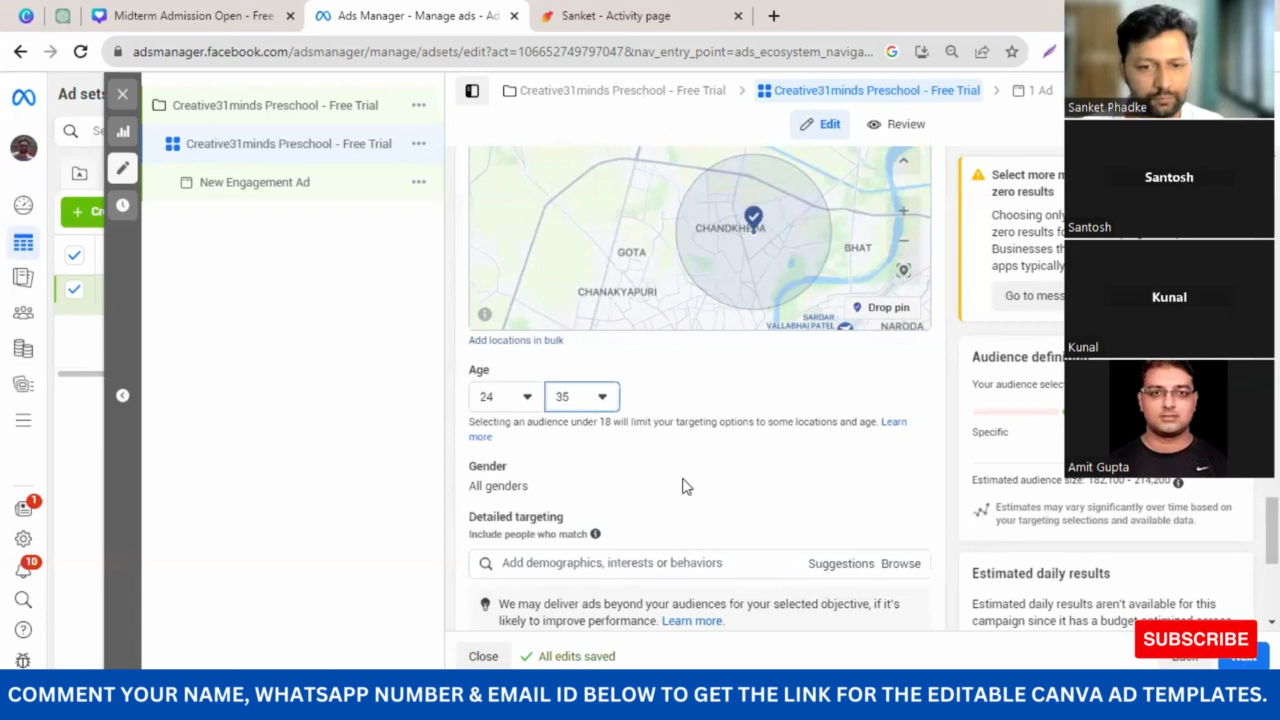 Midterm Admission Open - Free
Ads Manager - Manage ads - Ad
Sanket - Activity page
adsmanager.facebook.com/adsmanager/manage/adsets/edit?act=106652749797047&nav_entry_point=ads_ecosystem_naviga...
Ad sets
Creative31minds Preschool - Free Trial
Creative31minds Preschool - Free Trial
New Engagement Ad
Creative31minds Preschool - Free Trial
Creative31minds Preschool - Free Trial
1 Ad
Edit
Review
CHANDKHEDA
GOTA
BHAT
CHANAKYAPURI
Drop pin
SARDAR
VALLABHAI PATEL
NARODA
Add locations in bulk
Age
24
35
Selecting an audience under 18 will limit your targeting options to some locations and age. Learn
more
Gender
All genders
Detailed targeting
Include people who match
Add demographics, interests or behaviors
Suggestions
Browse
We may deliver ads beyond your audiences for your selected objective, if it's
likely to improve performance. Learn more.
Close
All edits saved
Select more m
zero results
Choosing only
zero results fo
Businesses th
apps typically
Go to mess
Audience defini
Your audience selec
Specific
Estimated audience size: 182,100 - 214,200
Estimates may vary significantly over time based on
your targeting selections and available data.
Estimated daily results
Estimated daily results aren't available for this
campaign since it has a budget optimized across
Back
Next
SUBSCRIBE
1
10
Sanket Phadke
Santosh
Santosh
Kunal
Kunal
Amit Gupta
COMMENT YOUR NAME, WHATSAPP NUMBER & EMAIL ID BELOW TO GET THE LINK FOR THE EDITABLE CANVA AD TEMPLATES.